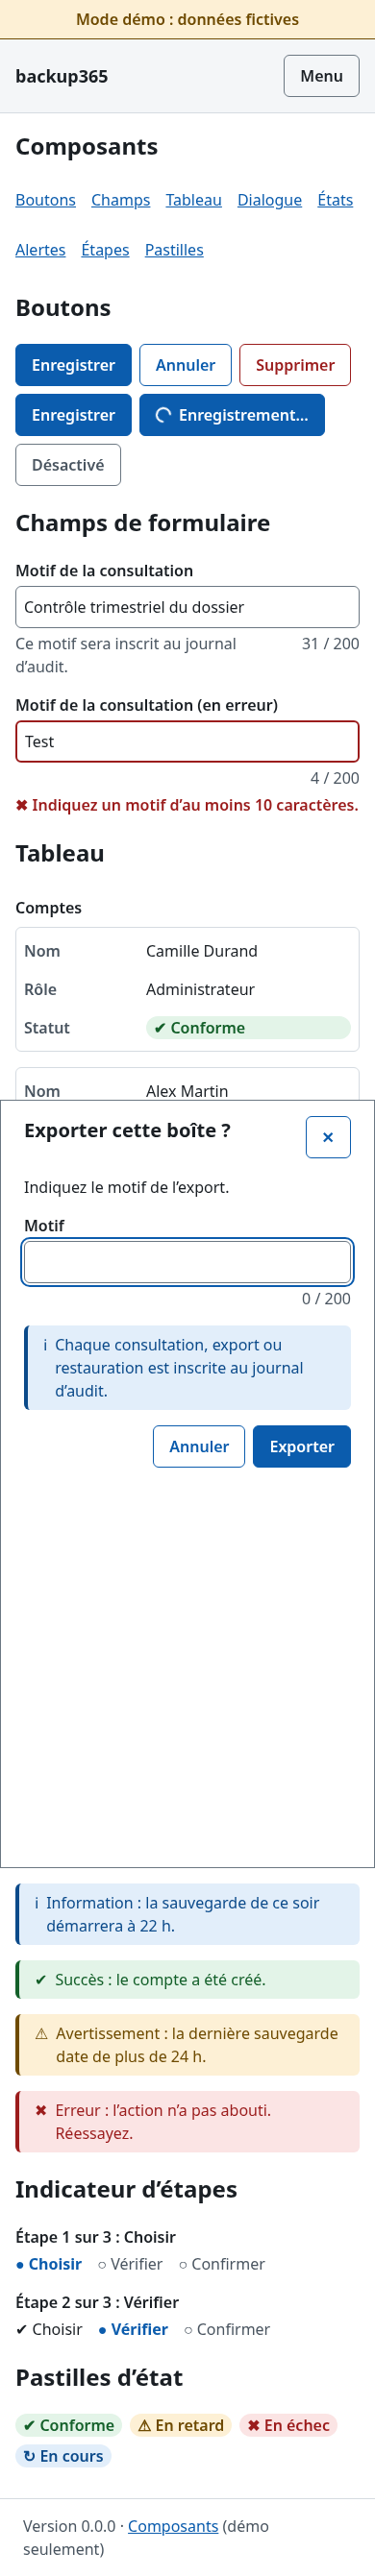 Mode démo : données fictives
backup365
Menu
Composants
Boutons Champs Tableau Dialogue États
Alertes Étapes Pastilles
Boutons
Enregistrer Annuler Supprimer
Enregistrer Enregistrement…
Désactivé
Champs de formulaire
Motif de la consultation
Contrôle trimestriel du dossier
Ce motif sera inscrit au journal 31 / 200
d’audit.
Motif de la consultation (en erreur)
Test
4 / 200
✖ Indiquez un motif d’au moins 10 caractères.
Tableau
Comptes
Nom Camille Durand
Rôle Administrateur
Statut ✔ Conforme
Nom Alex Martin
Exporter cette boîte ? ✕
Indiquez le motif de l’export.
Motif
0 / 200
i Chaque consultation, export ou
restauration est inscrite au journal
d’audit.
Annuler Exporter
i Information : la sauvegarde de ce soir
démarrera à 22 h.
✔ Succès : le compte a été créé.
⚠ Avertissement : la dernière sauvegarde
date de plus de 24 h.
✖ Erreur : l’action n’a pas abouti.
Réessayez.
Indicateur d’étapes
Étape 1 sur 3 : Choisir
● Choisir ○ Vérifier ○ Confirmer
Étape 2 sur 3 : Vérifier
✔ Choisir ● Vérifier ○ Confirmer
Pastilles d’état
✔ Conforme ⚠ En retard ✖ En échec
↻ En cours
Version 0.0.0 · Composants (démo
seulement)